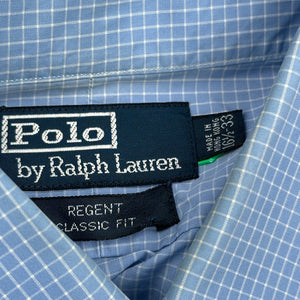 Polo
by Ralph Lauren
MADE IN
HONG KONG
16½-33
REGENT
CLASSIC FIT